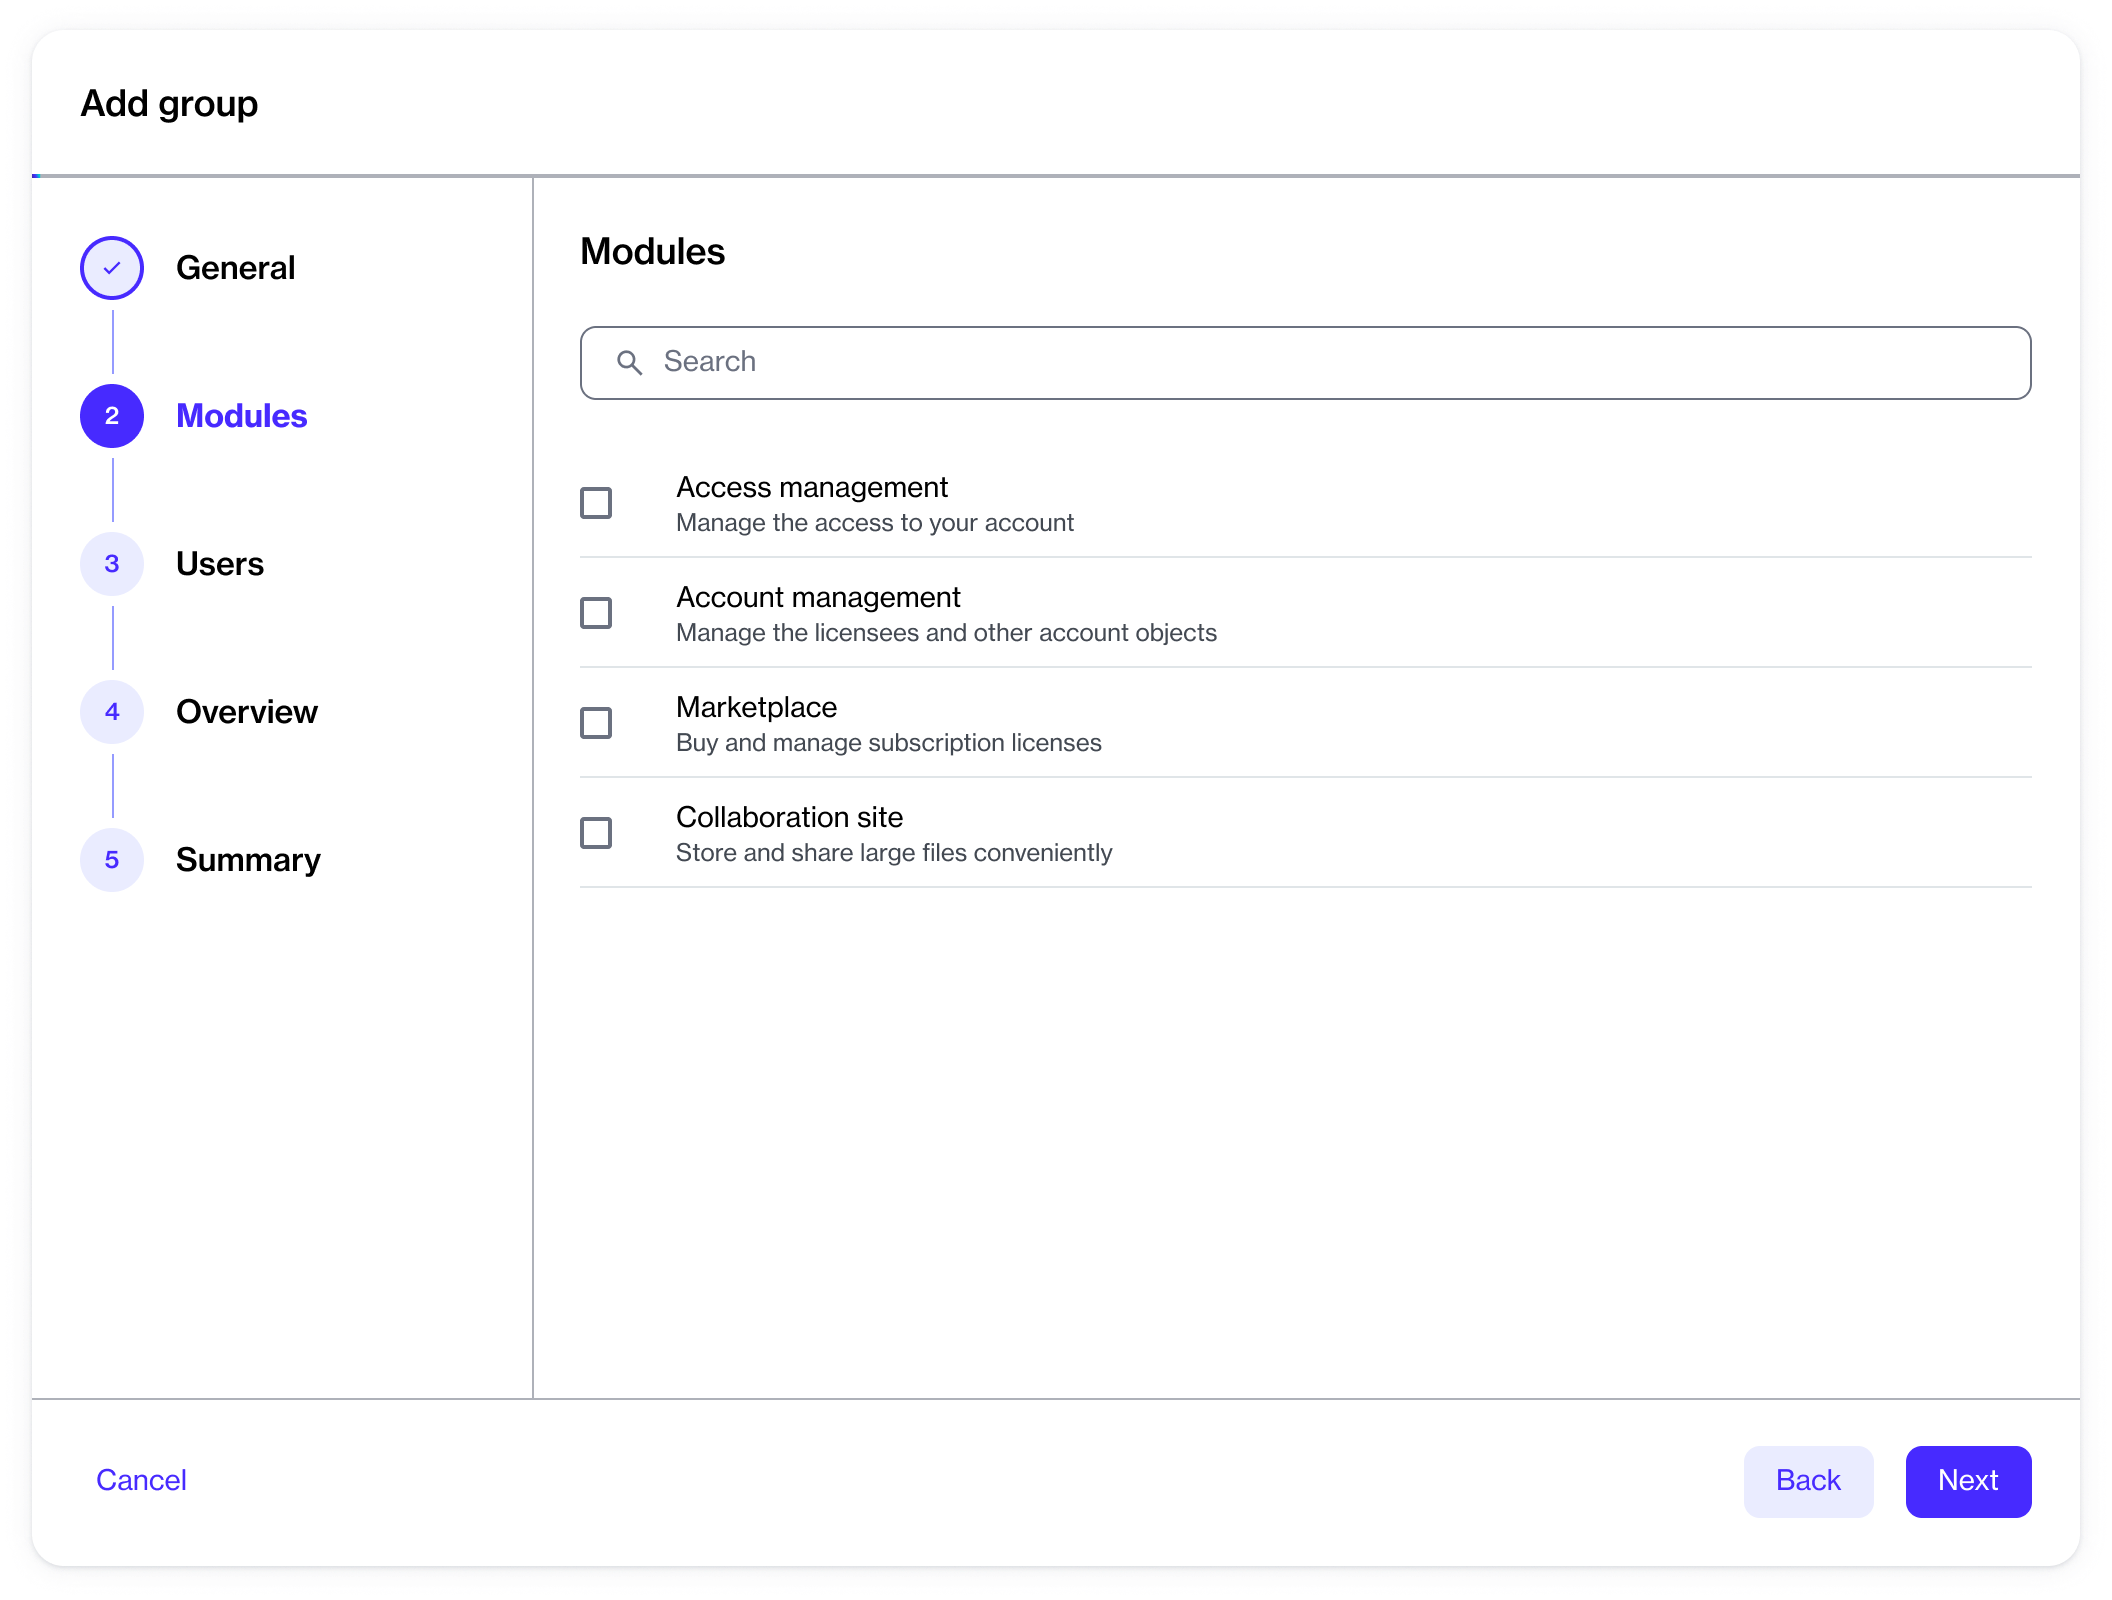 Add group
General
2 Modules
3 Users
4 Overview
5 Summary
Modules
Search
Access management
Manage the access to your account
Account management
Manage the licensees and other account objects
Marketplace
Buy and manage subscription licenses
Collaboration site
Store and share large files conveniently
Cancel
Back
Next